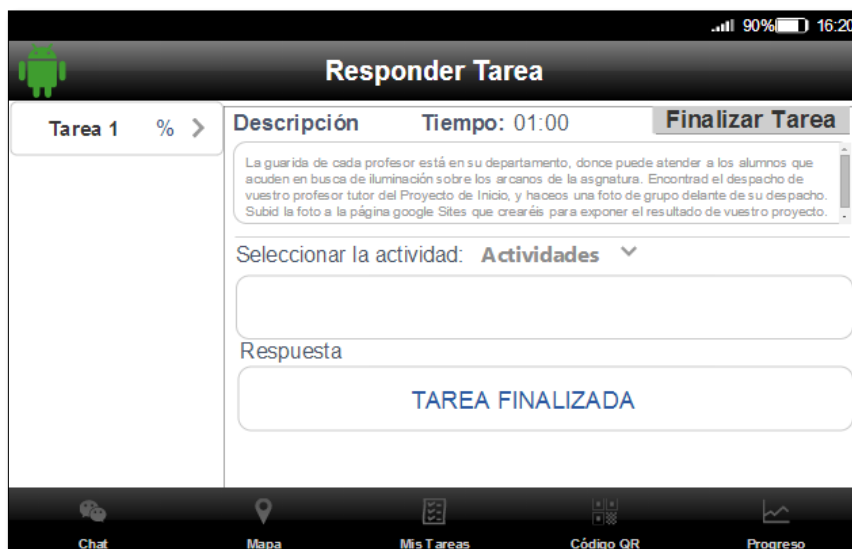 90% 16:20
Responder Tarea
Tarea 1 %
Descripción Tiempo: 01:00 Finalizar Tarea
La guarida de cada profesor está en su departamento, donce puede atender a los alumnos que
acuden en busca de iluminación sobre los arcanos de la asgnatura. Encontrad el despacho de
vuestro profesor tutor del Proyecto de Inicio, y haceos una foto de grupo delante de su despacho.
Subid la foto a la página google Sites que crearéis para exponer el resultado de vuestro proyecto.
Seleccionar la actividad: Actividades
Respuesta
TAREA FINALIZADA
Chat Mapa Mis Tareas Código QR Progreso